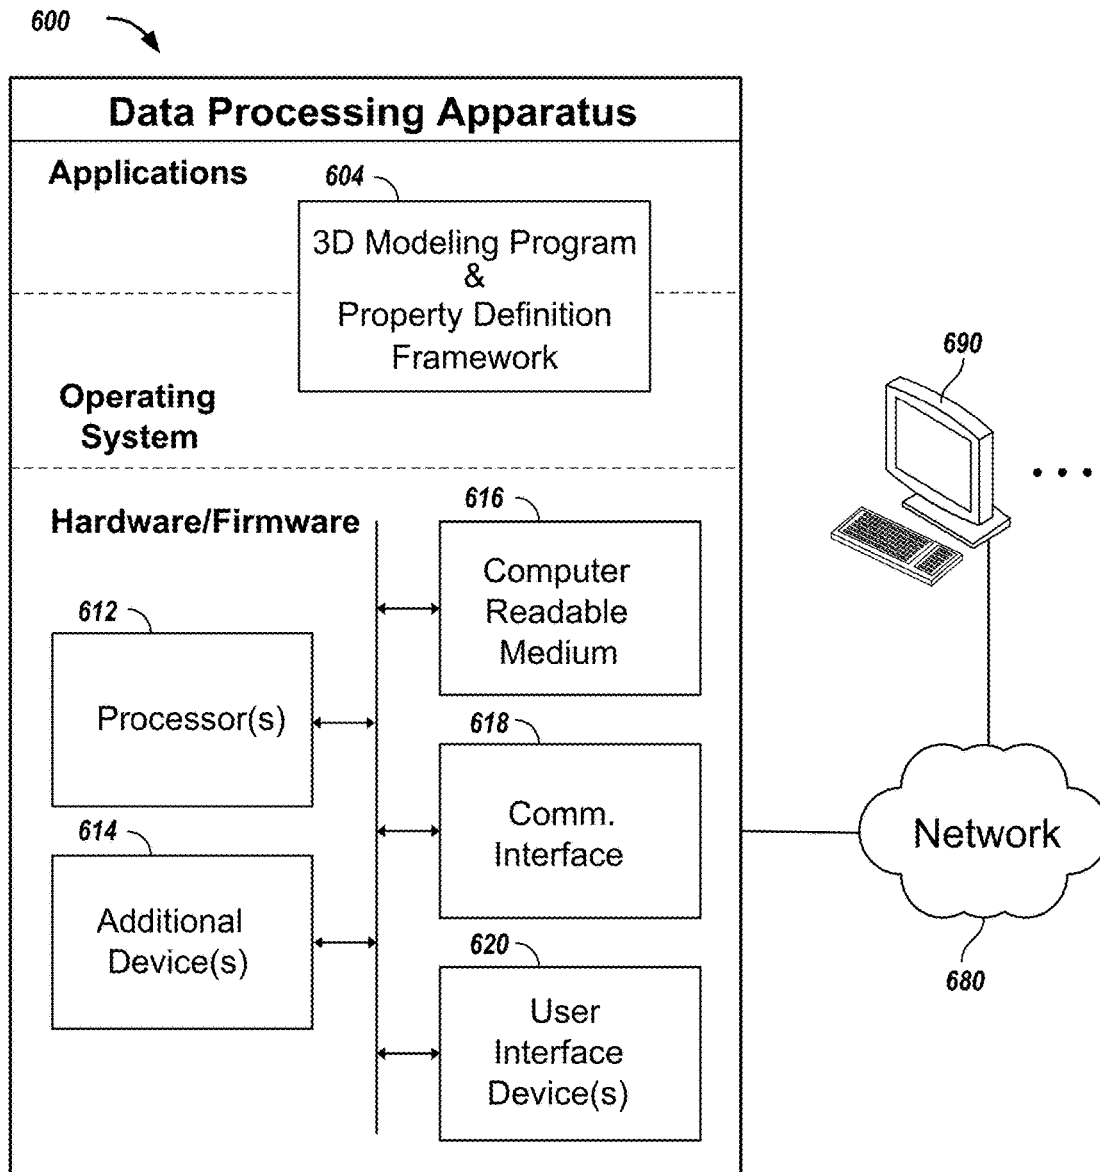 600
Data Processing Apparatus
Applications
604
3D Modeling Program
&
Property Definition
Framework
Operating
System
690
• • •
Hardware/Firmware
616
Computer
Readable
Medium
612
Processor(s)
618
Comm.
Interface
Network
680
614
Additional
Device(s)
620
User
Interface
Device(s)